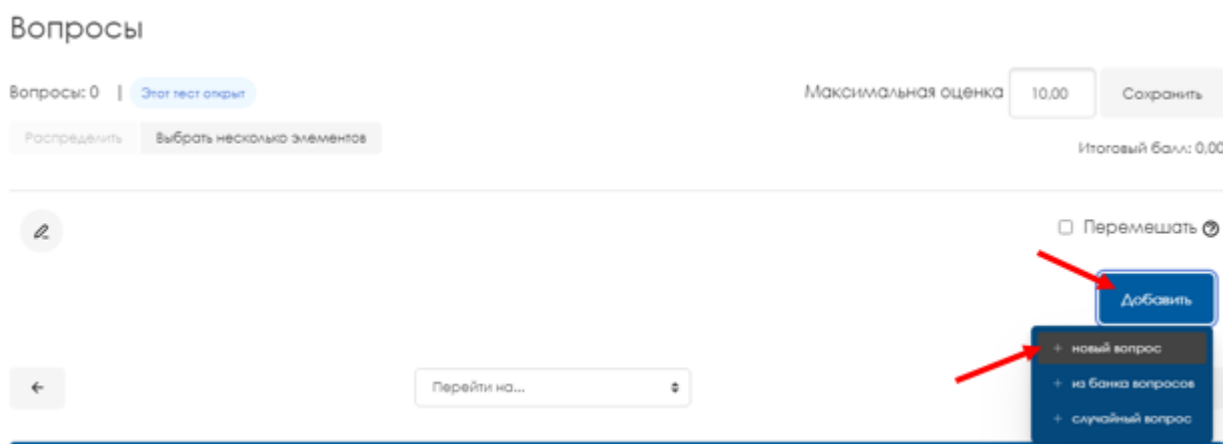 Вопросы
Вопросы: 0 | Этот тест открыт
Максимальная оценка 10,00 Сохранить
Распределить Выбрать несколько элементов
Итоговый балл: 0,00
Перемешать
Добавить
+ новый вопрос
Перейти на...
+ из банка вопросов
+ случайный вопрос